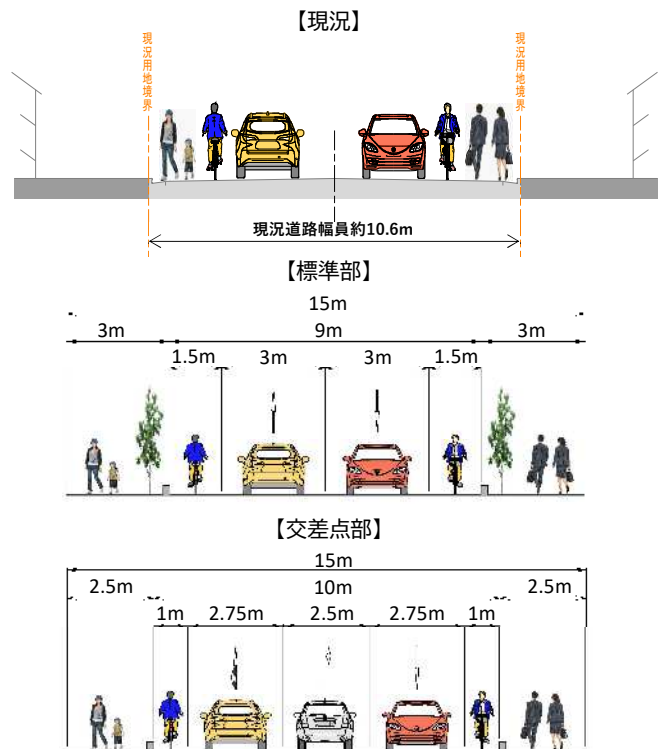 【現況】
現況用地境界
現況用地境界
現況道路幅員約10.6m
【標準部】
15m
3m 9m 3m
1.5m 3m 3m 1.5m
【交差点部】
15m
2.5m 10m 2.5m
1m 2.75m 2.5m 2.75m 1m